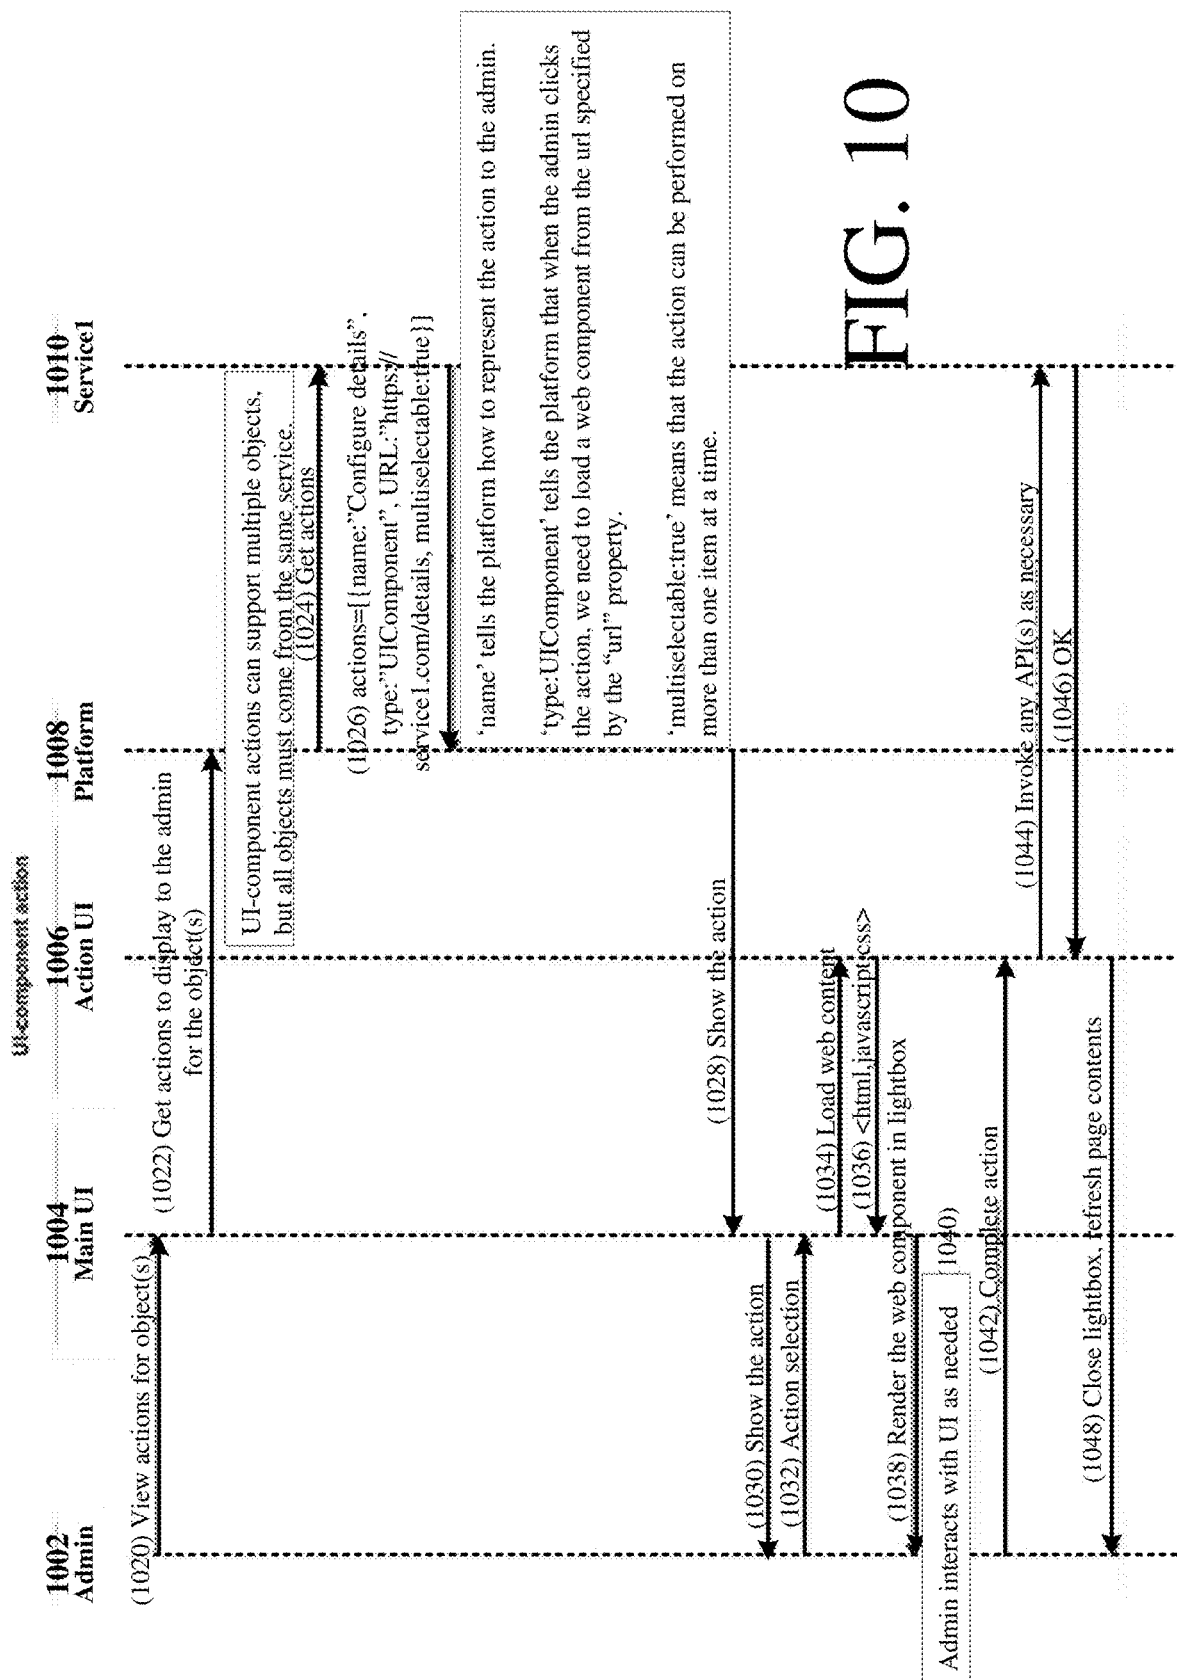 UI-component action
1002
Admin
1004
Main UI
1006
Action UI
1008
Platform
1010
Service1
(1020) View actions for object(s)
(1022) Get actions to display to the admin
for the object(s)
UI-component actions can support multiple objects,
but all objects must come from the same service.
(1024) Get actions
(1026) actions=[{name:"Configure details",
type:"UIComponent", URL:"https://
service1.com/details, multiselectable:true}]
'name' tells the platform how to represent the action to the admin.
'type:UIComponent' tells the platform that when the admin clicks
the action, we need to load a web component from the url specified
by the "url" property.
'multiselectable:true' means that the action can be performed on
more than one item at a time.
(1028) Show the action
(1030) Show the action
(1032) Action selection
(1034) Load web content
(1036) <html,javascript,css>
(1038) Render the web component in lightbox
Admin interacts with UI as needed
(1040)
(1042) Complete action
(1044) Invoke any API(s) as necessary
(1046) OK
(1048) Close lightbox, refresh page contents
FIG. 10